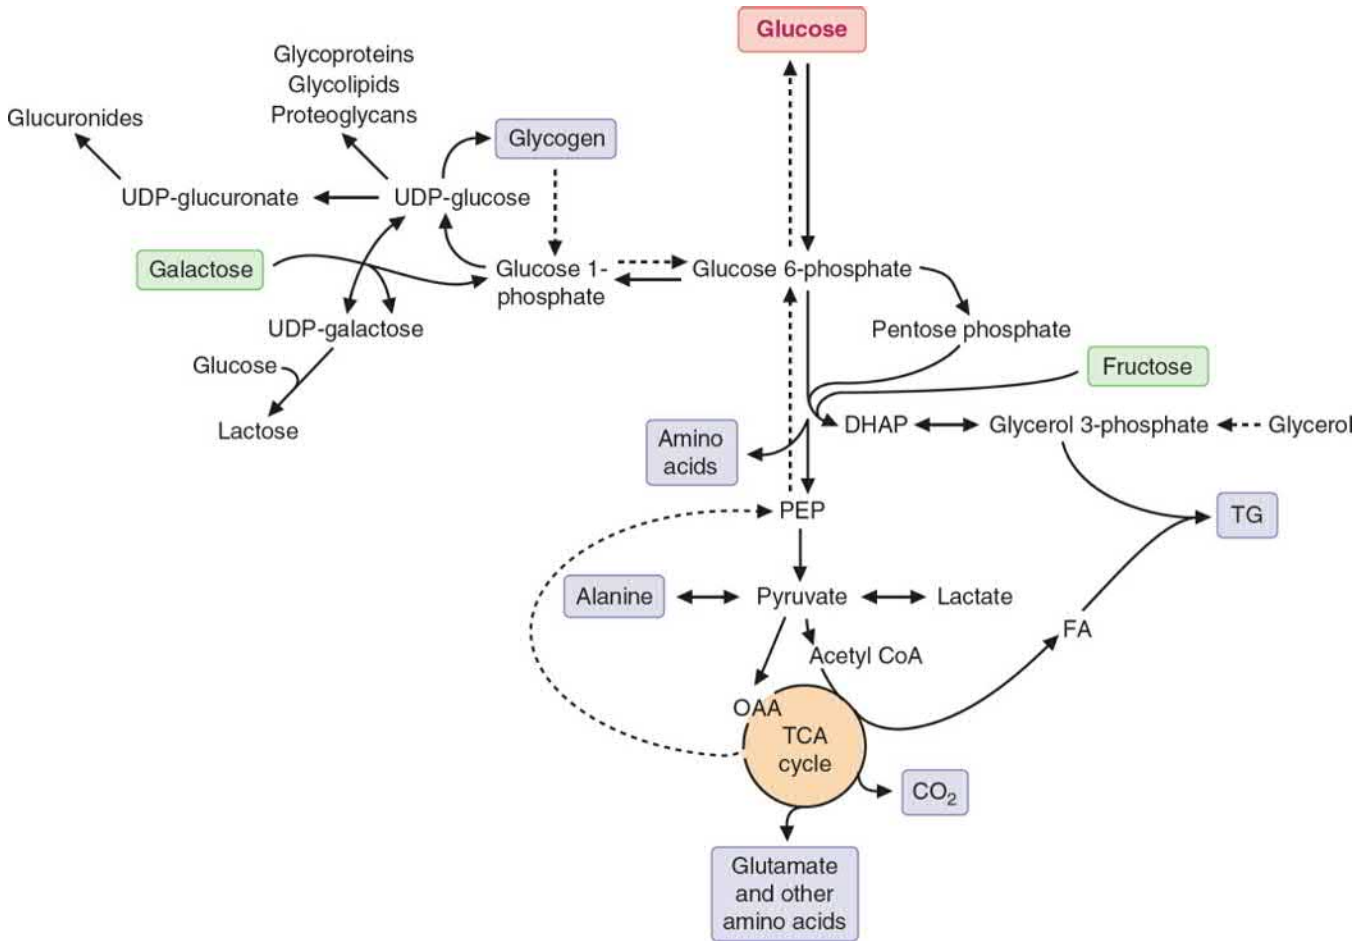 Glucose
Glycoproteins
Glycolipids
Proteoglycans
Glucuronides
Glycogen
UDP-glucuronate
UDP-glucose
Galactose
Glucose 1-
phosphate
Glucose 6-phosphate
UDP-galactose
Pentose phosphate
Glucose
Fructose
Lactose
Amino
acids
DHAP
Glycerol 3-phosphate
Glycerol
PEP
TG
Alanine
Pyruvate
Lactate
FA
Acetyl CoA
OAA
TCA
cycle
CO₂
Glutamate
and other
amino acids